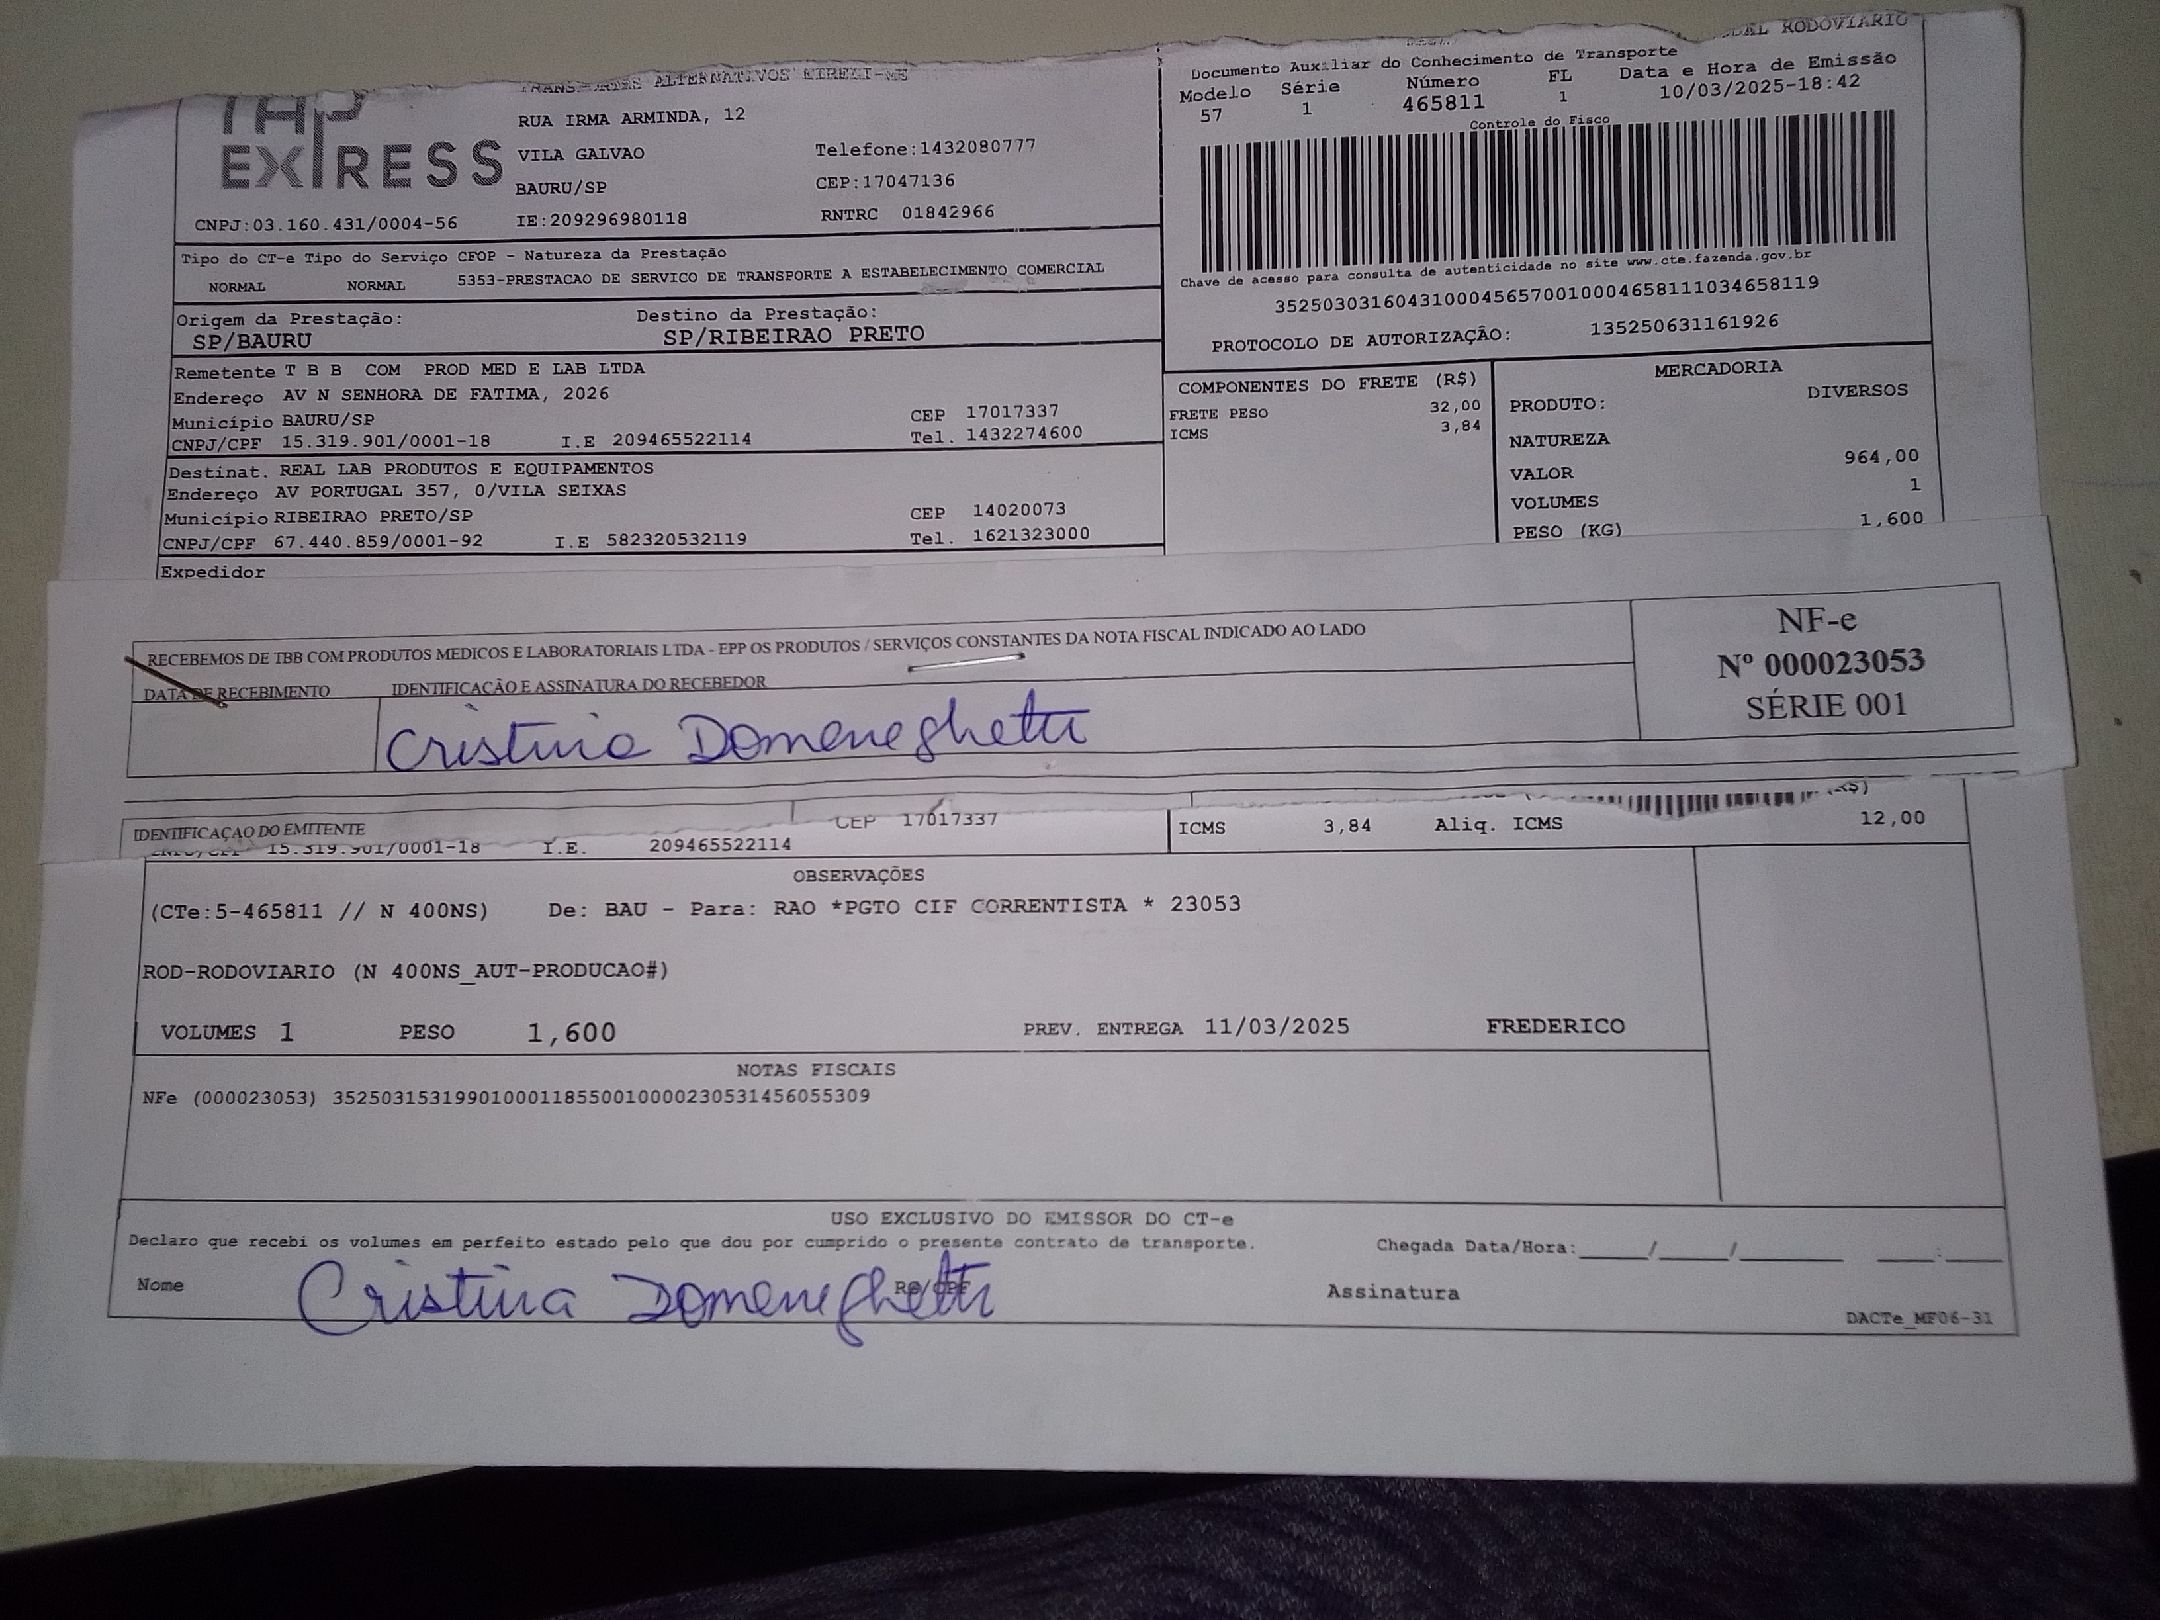 TRANSPORTES ALTERNATIVOS EIRELI-ME
TAP
EXPRESS
RUA IRMA ARMINDA, 12
VILA GALVAO Telefone:1432080777
BAURU/SP CEP:17047136
CNPJ:03.160.431/0004-56 IE:209296980118 RNTRC 01842966
RODOVIARIO
Documento Auxiliar do Conhecimento de Transporte
Modelo Série Número FL Data e Hora de Emissão
57 1 465811 1 10/03/2025-18:42
Controle do Fisco
Chave de acesso para consulta de autenticidade no site www.cte.fazenda.gov.br
35250303160431000456570010004658111034658119
PROTOCOLO DE AUTORIZAÇÃO: 135250631161926
Tipo do CT-e Tipo do Serviço CFOP - Natureza da Prestação
NORMAL NORMAL 5353-PRESTACAO DE SERVICO DE TRANSPORTE A ESTABELECIMENTO COMERCIAL
Origem da Prestação: Destino da Prestação:
SP/BAURU SP/RIBEIRAO PRETO
Remetente T B B COM PROD MED E LAB LTDA
Endereço AV N SENHORA DE FATIMA, 2026
Município BAURU/SP CEP 17017337
CNPJ/CPF 15.319.901/0001-18 I.E 209465522114 Tel. 1432274600
Destinat. REAL LAB PRODUTOS E EQUIPAMENTOS
Endereço AV PORTUGAL 357, 0/VILA SEIXAS
Município RIBEIRAO PRETO/SP CEP 14020073
CNPJ/CPF 67.440.859/0001-92 I.E 582320532119 Tel. 1621323000
Expedidor
COMPONENTES DO FRETE (R$)
FRETE PESO 32,00
ICMS 3,84
MERCADORIA
PRODUTO: DIVERSOS
NATUREZA
VALOR 964,00
VOLUMES 1
PESO (KG) 1,600
RECEBEMOS DE TBB COM PRODUTOS MEDICOS E LABORATORIAIS LTDA - EPP OS PRODUTOS / SERVIÇOS CONSTANTES DA NOTA FISCAL INDICADO AO LADO
DATA DE RECEBIMENTO IDENTIFICAÇÃO E ASSINATURA DO RECEBEDOR
Cristina Domeneghetti
NF-e
Nº 000023053
SÉRIE 001
IDENTIFICAÇAO DO EMITENTE CEP 17017337
CNPJ/CPF 15.319.901/0001-18 I.E. 209465522114
ICMS 3,84 Aliq. ICMS 12,00
OBSERVAÇÕES
(CTe:5-465811 // N 400NS) De: BAU - Para: RAO *PGTO CIF CORRENTISTA * 23053
ROD-RODOVIARIO (N 400NS_AUT-PRODUCAO#)
VOLUMES 1 PESO 1,600 PREV. ENTREGA 11/03/2025 FREDERICO
NOTAS FISCAIS
NFe (000023053) 35250315319901000118550010000230531456055309
USO EXCLUSIVO DO EMISSOR DO CT-e
Declaro que recebi os volumes em perfeito estado pelo que dou por cumprido o presente contrato de transporte. Chegada Data/Hora:_____/_____/_________ _____:_____
Nome Cristina Domeneghetti RG/CPF Assinatura
DACTe_MF06-31